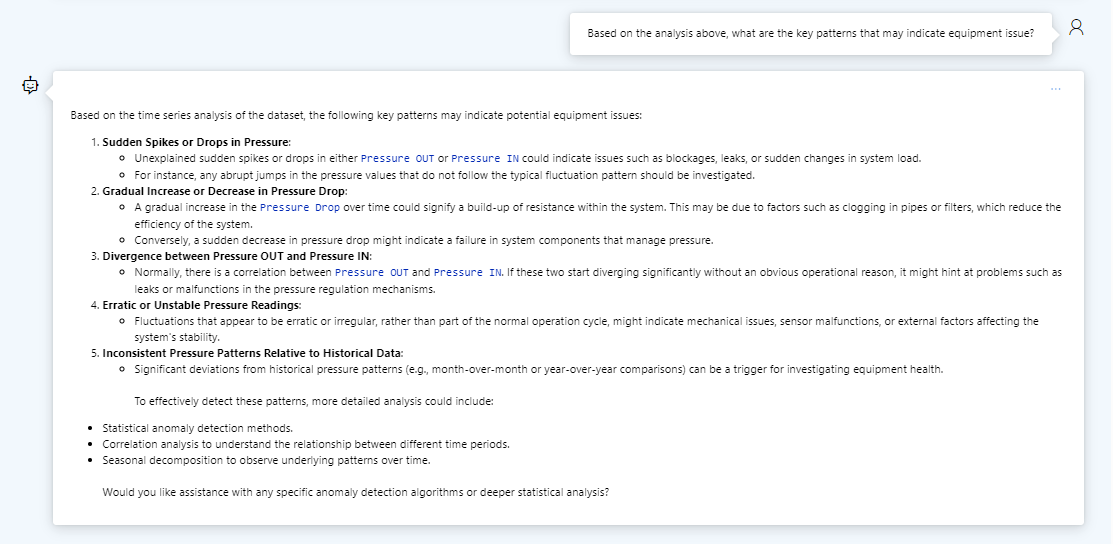 Based on the analysis above, what are the key patterns that may indicate equipment issue?
...
Based on the time series analysis of the dataset, the following key patterns may indicate potential equipment issues:
1. Sudden Spikes or Drops in Pressure:
Unexplained sudden spikes or drops in either Pressure OUT or Pressure IN could indicate issues such as blockages, leaks, or sudden changes in system load.
For instance, any abrupt jumps in the pressure values that do not follow the typical fluctuation pattern should be investigated.
2. Gradual Increase or Decrease in Pressure Drop:
A gradual increase in the Pressure Drop over time could signify a build-up of resistance within the system. This may be due to factors such as clogging in pipes or filters, which reduce the
efficiency of the system.
Conversely, a sudden decrease in pressure drop might indicate a failure in system components that manage pressure.
3. Divergence between Pressure OUT and Pressure IN:
Normally, there is a correlation between Pressure OUT and Pressure IN. If these two start diverging significantly without an obvious operational reason, it might hint at problems such as
leaks or malfunctions in the pressure regulation mechanisms.
4. Erratic or Unstable Pressure Readings:
Fluctuations that appear to be erratic or irregular, rather than part of the normal operation cycle, might indicate mechanical issues, sensor malfunctions, or external factors affecting the
system's stability.
5. Inconsistent Pressure Patterns Relative to Historical Data:
Significant deviations from historical pressure patterns (e.g., month-over-month or year-over-year comparisons) can be a trigger for investigating equipment health.
To effectively detect these patterns, more detailed analysis could include:
Statistical anomaly detection methods.
Correlation analysis to understand the relationship between different time periods.
Seasonal decomposition to observe underlying patterns over time.
Would you like assistance with any specific anomaly detection algorithms or deeper statistical analysis?